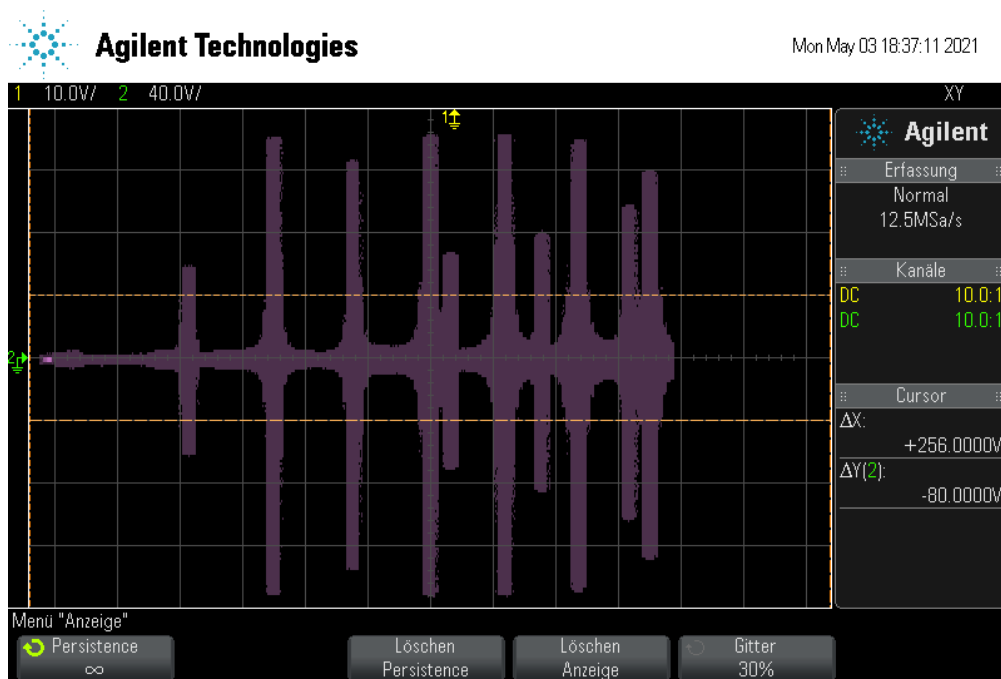 Agilent Technologies
Mon May 03 18:37:11 2021
1 10.0V/ 2 40.0V/ XY
1
2
Agilent
Erfassung
Normal
12.5MSa/s
Kanäle
DC 10.0:1
DC 10.0:1
Cursor
ΔX:
+256.0000V
ΔY(2):
-80.0000V
Menü "Anzeige"
Persistence
∞
Löschen
Persistence
Löschen
Anzeige
Gitter
30%